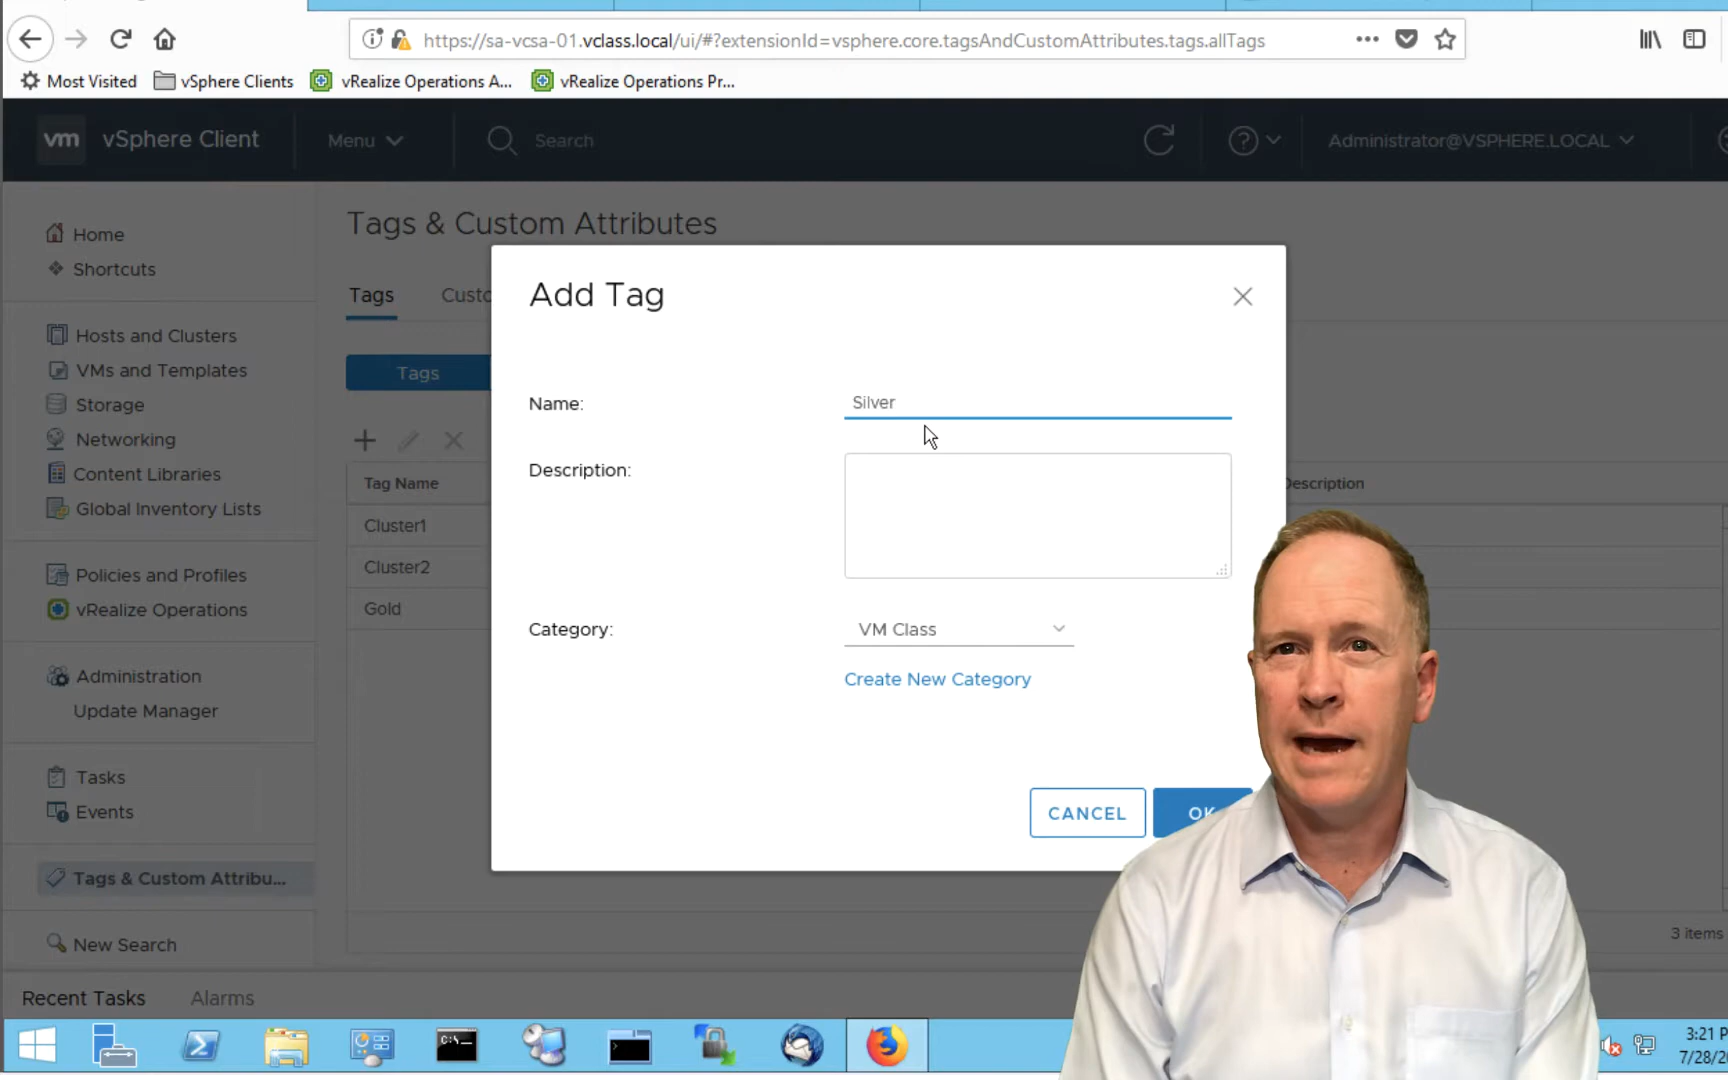 https://sa-vcsa-01.vclass.local/ui/#?extensionId=vsphere.core.tagsAndCustomAttributes.tags.allTags
Most Visited vSphere Clients vRealize Operations A... vRealize Operations Pr...
vm vSphere Client Menu Search Administrator@VSPHERE.LOCAL
Home
Shortcuts
Hosts and Clusters
VMs and Templates
Storage
Networking
Content Libraries
Global Inventory Lists
Policies and Profiles
vRealize Operations
Administration
Update Manager
Tasks
Events
Tags & Custom Attribu...
New Search
Tags & Custom Attributes
Tags Custo
Tags
Tag Name
Description
Cluster1
Cluster2
Gold
3 items
Add Tag
Name: Silver
Description:
Category: VM Class
Create New Category
CANCEL OK
Recent Tasks Alarms
C:\
3:21 P
7/28/2